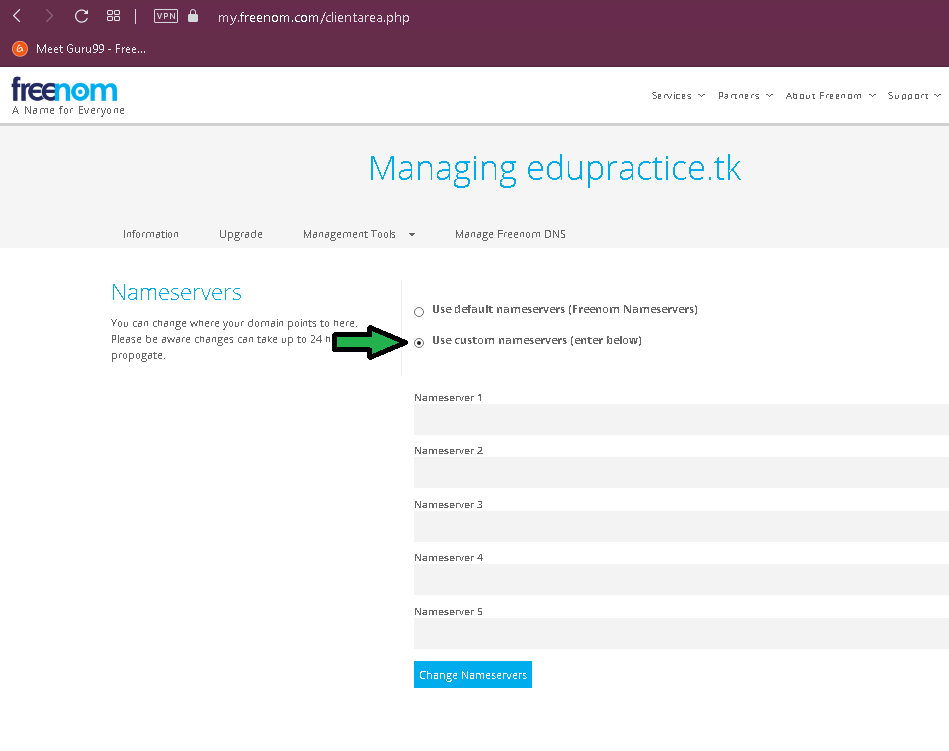 VPN
my.freenom.com/clientarea.php
Meet Guru99 - Free...
freenom
A Name for Everyone
Services Partners About Freenom Support
Managing edupractice.tk
Information Upgrade Management Tools Manage Freenom DNS
Nameservers
You can change where your domain points to here.
Please be aware changes can take up to 24 h
propogate.
Use default nameservers (Freenom Nameservers)
Use custom nameservers (enter below)
Nameserver 1
Nameserver 2
Nameserver 3
Nameserver 4
Nameserver 5
Change Nameservers